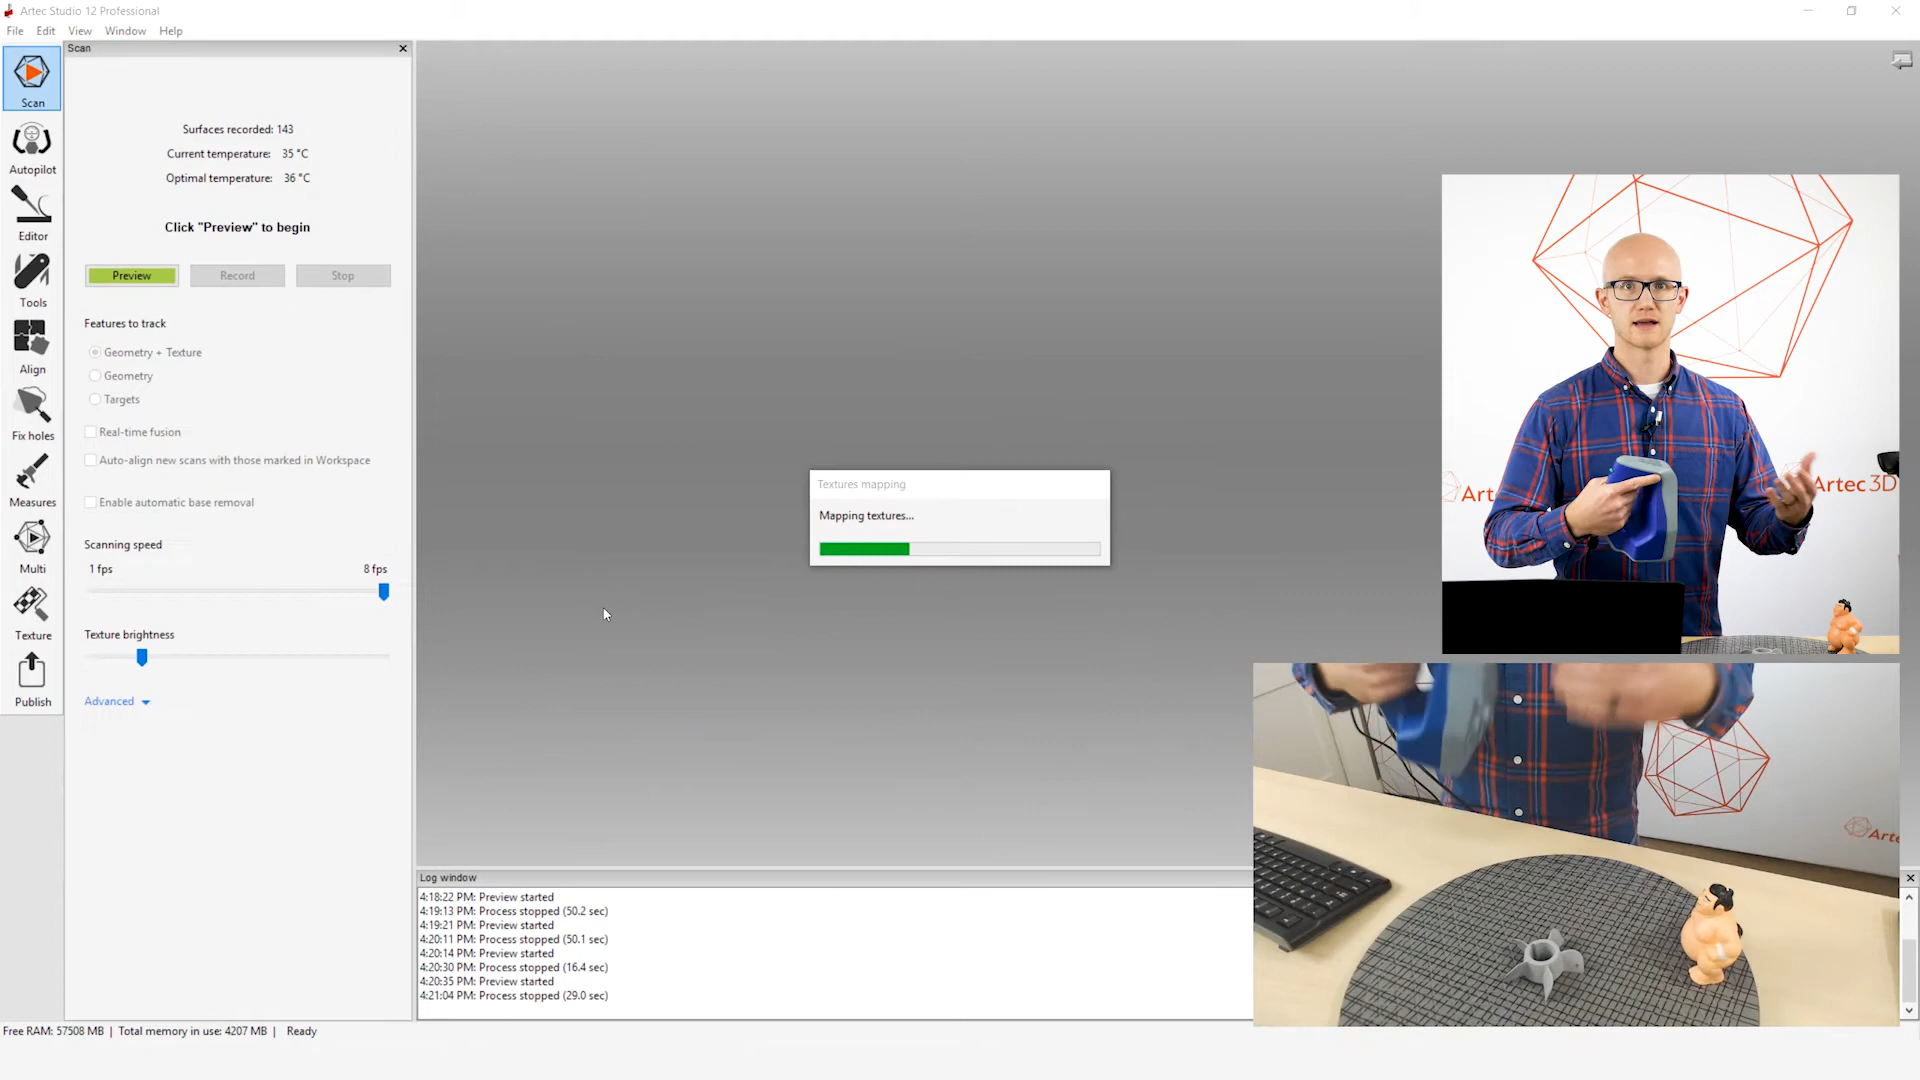 Artec Studio 12 Professional
File Edit View Window Help
Scan
Scan
Surfaces recorded: 143
Current temperature: 35 °C
Optimal temperature: 36 °C
Click "Preview" to begin
Preview Record Stop
Features to track
Geometry + Texture
Geometry
Targets
Real-time fusion
Auto-align new scans with those marked in Workspace
Enable automatic base removal
Scanning speed
1 fps 8 fps
Texture brightness
Advanced
Autopilot
Editor
Tools
Align
Fix holes
Measures
Multi
Texture
Publish
Textures mapping
Mapping textures...
Artec 3D
Art
Arte
Log window
4:18:22 PM: Preview started
4:19:13 PM: Process stopped (50.2 sec)
4:19:21 PM: Preview started
4:20:11 PM: Process stopped (50.1 sec)
4:20:14 PM: Preview started
4:20:30 PM: Process stopped (16.4 sec)
4:20:35 PM: Preview started
4:21:04 PM: Process stopped (29.0 sec)
Free RAM: 57508 MB | Total memory in use: 4207 MB | Ready